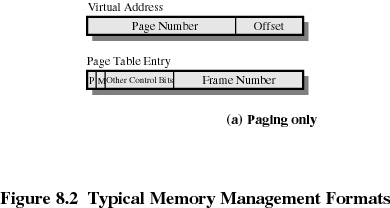 Virtual Address
Page Number Offset
Page Table Entry
P M Other Control Bits Frame Number
(a) Paging only
Figure 8.2 Typical Memory Management Formats